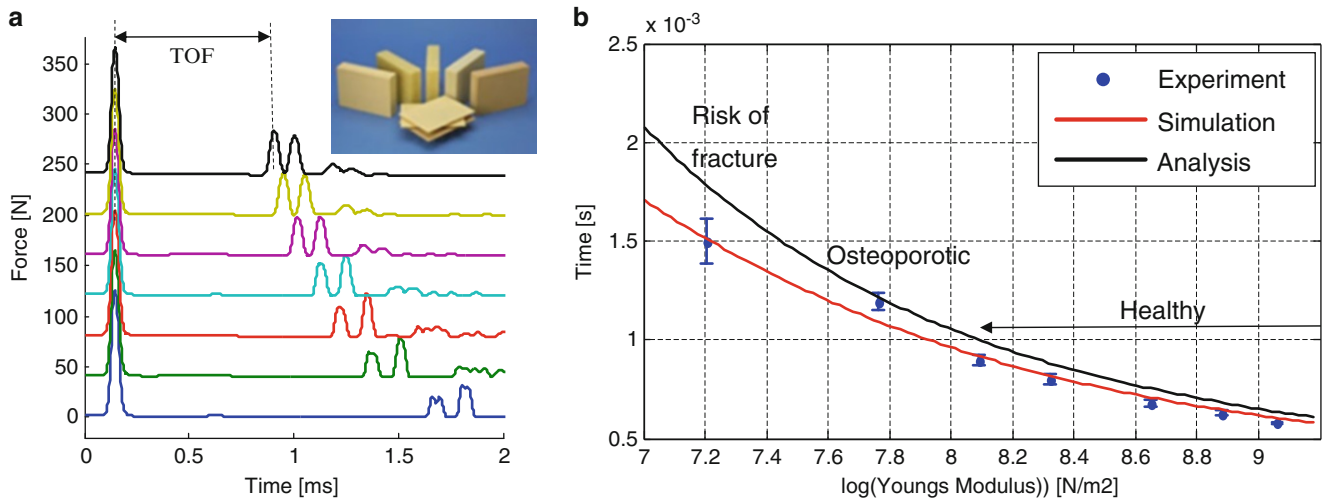 a
TOF
350
300
250
200
150
100
50
0
Force [N]
0
0.5
1
1.5
2
Time [ms]
b
x 10-3
2.5
2
1.5
1
0.5
Time [s]
Experiment
Simulation
Analysis
Risk of
fracture
Osteoporotic
Healthy
7
7.2
7.4
7.6
7.8
8
8.2
8.4
8.6
8.8
9
log(Youngs Modulus)) [N/m2]